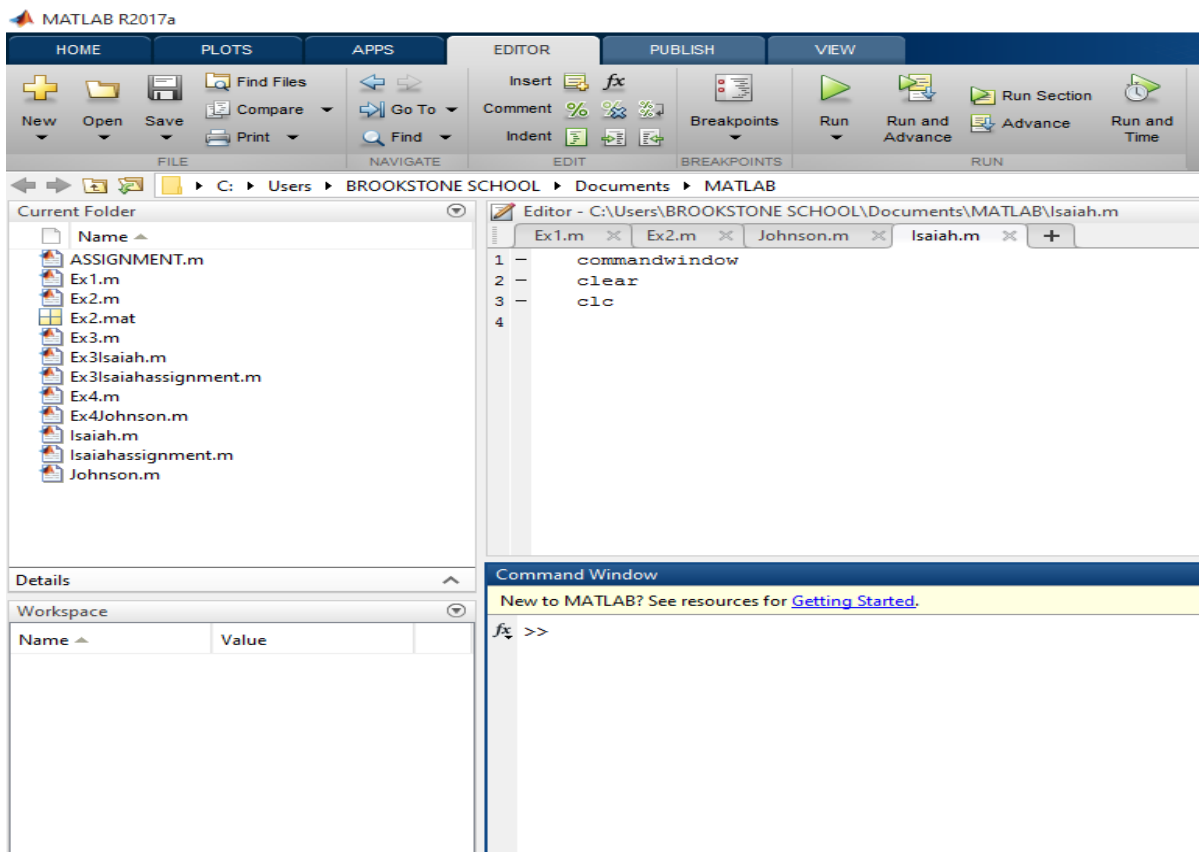 MATLAB R2017a
HOME PLOTS APPS EDITOR PUBLISH VIEW
New
Open
Save
Find Files
Compare
Print
FILE
Go To
Find
NAVIGATE
Insert fx
Comment % % %
Indent
EDIT
Breakpoints
BREAKPOINTS
Run
Run and
Advance
Run Section
Advance
Run and
Time
RUN
C: Users BROOKSTONE SCHOOL Documents MATLAB
Current Folder
Name
ASSIGNMENT.m
Ex1.m
Ex2.m
Ex2.mat
Ex3.m
Ex3Isaiah.m
Ex3Isaiahassignment.m
Ex4.m
Ex4Johnson.m
Isaiah.m
Isaiahassignment.m
Johnson.m
Details
Workspace
Name Value
Editor - C:\Users\BROOKSTONE SCHOOL\Documents\MATLAB\Isaiah.m
Ex1.m Ex2.m Johnson.m Isaiah.m +
1 – commandwindow
2 – clear
3 – clc
4
Command Window
New to MATLAB? See resources for Getting Started.
fx >>